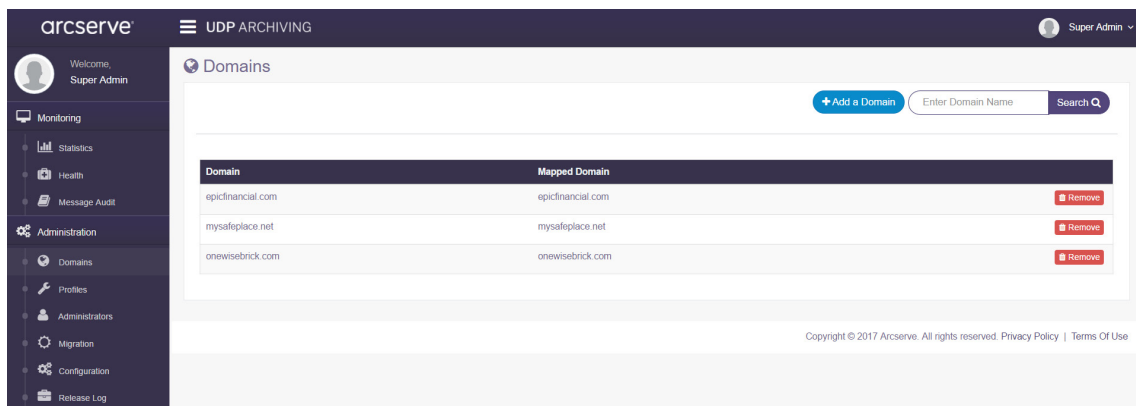 arcserve
UDP ARCHIVING
Super Admin
Welcome,
Super Admin
Monitoring
Statistics
Health
Message Audit
Administration
Domains
Profiles
Administrators
Migration
Configuration
Release Log
Domains
Add a Domain
Enter Domain Name
Search
Domain Mapped Domain
epicfinancial.com epicfinancial.com Remove
mysafeplace.net mysafeplace.net Remove
onewisebrick.com onewisebrick.com Remove
Copyright © 2017 Arcserve. All rights reserved. Privacy Policy | Terms Of Use